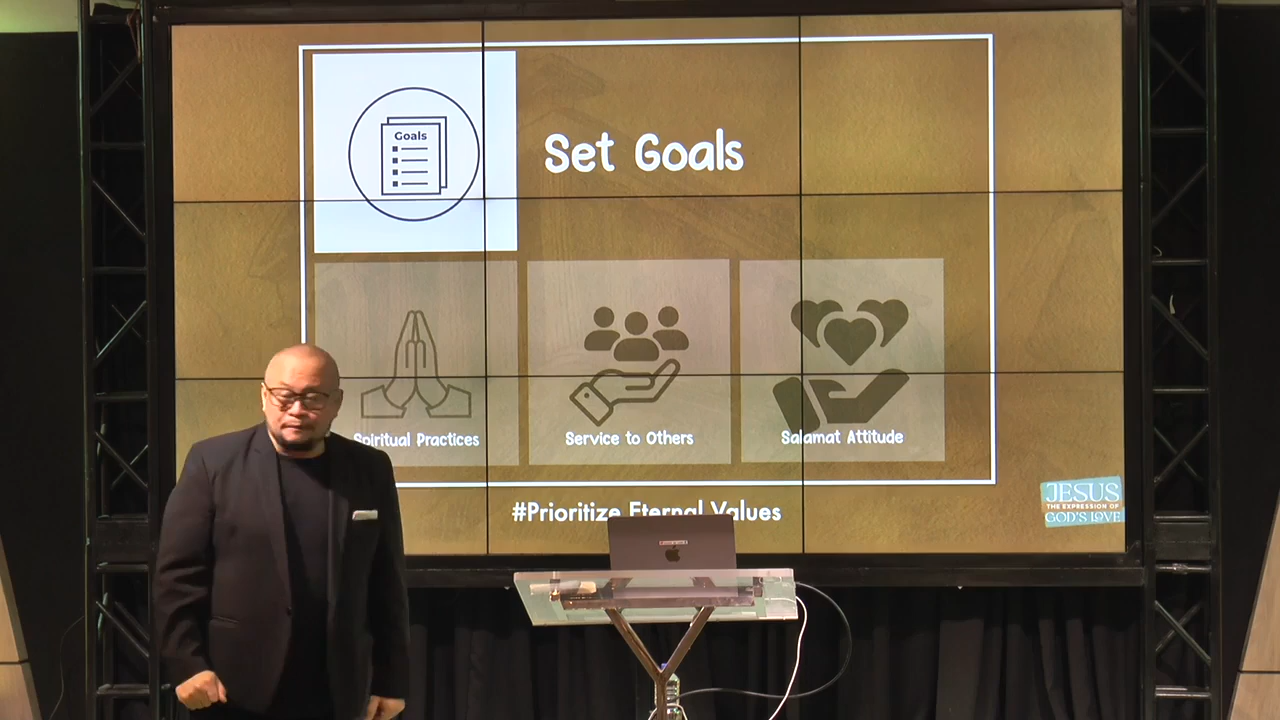 Goals
Set Goals
Spiritual Practices
Service to Others
Salamat Attitude
#Prioritize Eternal Values
JESUS
THE EXPRESSION OF
GOD'S LOVE